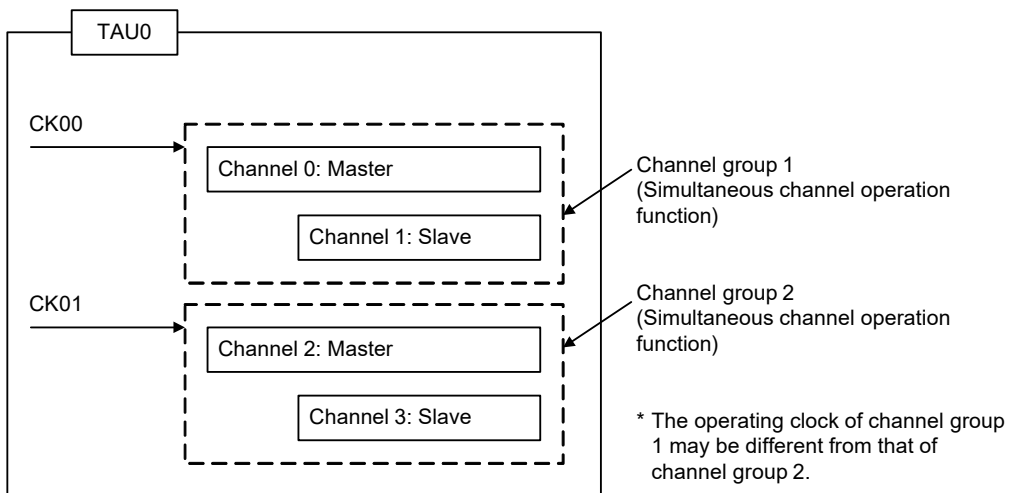 TAU0
CK00
Channel 0: Master
Channel 1: Slave
Channel group 1
(Simultaneous channel operation
function)
CK01
Channel 2: Master
Channel 3: Slave
Channel group 2
(Simultaneous channel operation
function)
* The operating clock of channel group
1 may be different from that of
channel group 2.